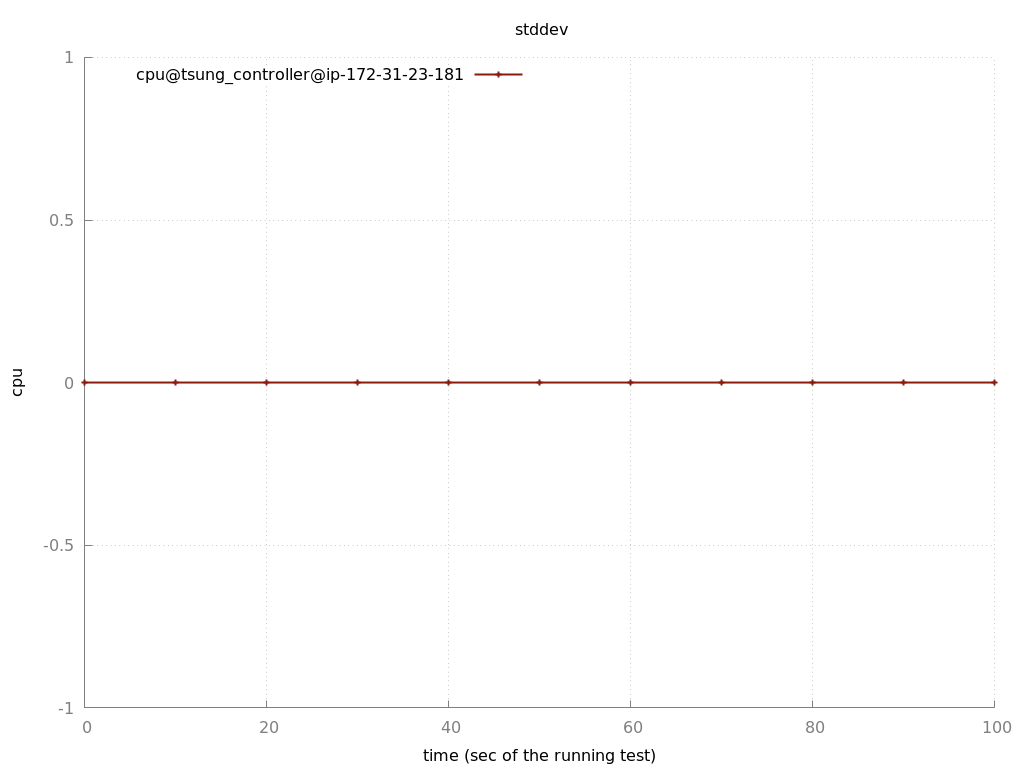 stddev
1
cpu@tsung_controller@ip-172-31-23-181
0.5
cpu
0
-0.5
-1
0 20 40 60 80 100
time (sec of the running test)